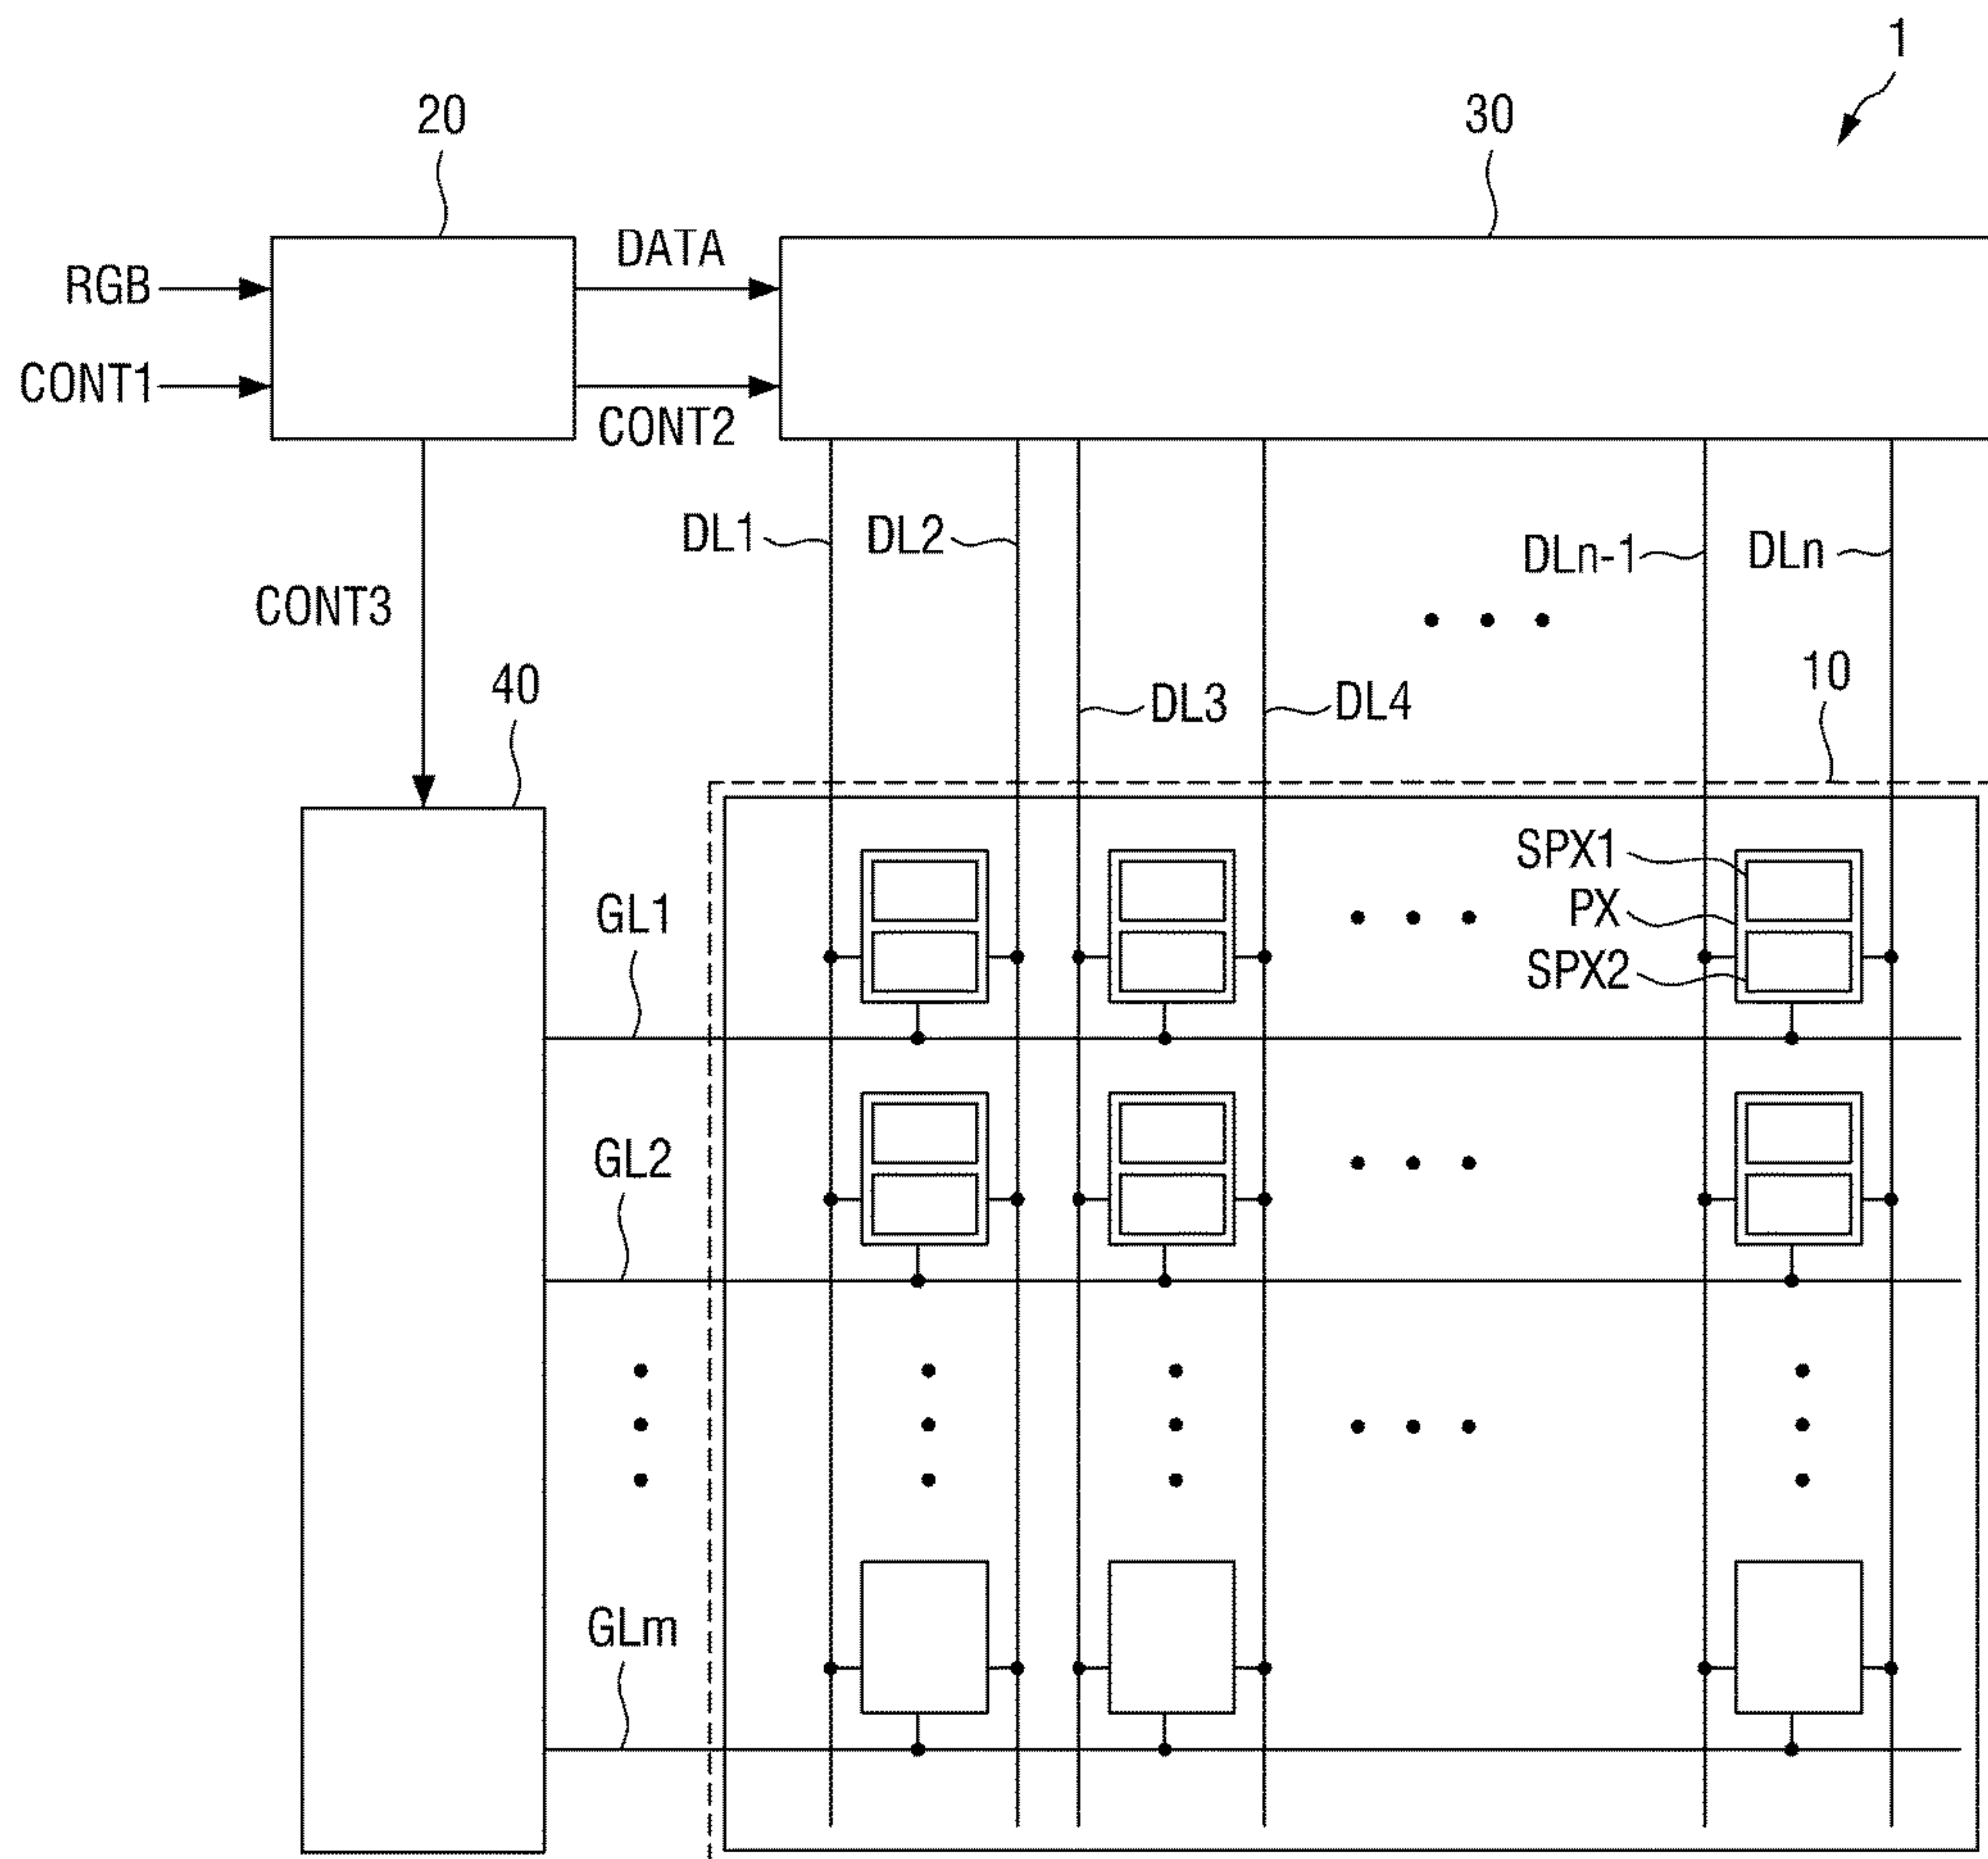 1
20
30
DATA
RGB
CONT1
CONT2
DL1
DL2
DLn-1
DLn
CONT3
10
40
DL3
DL4
SPX1
PX
SPX2
GL1
GL2
GLm